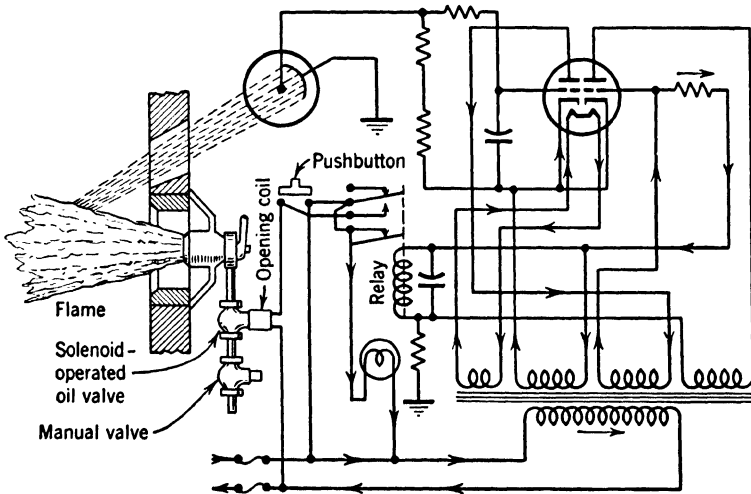 Pushbutton
Opening coil
Relay
Flame
Solenoid-
operated
oil valve
Manual valve